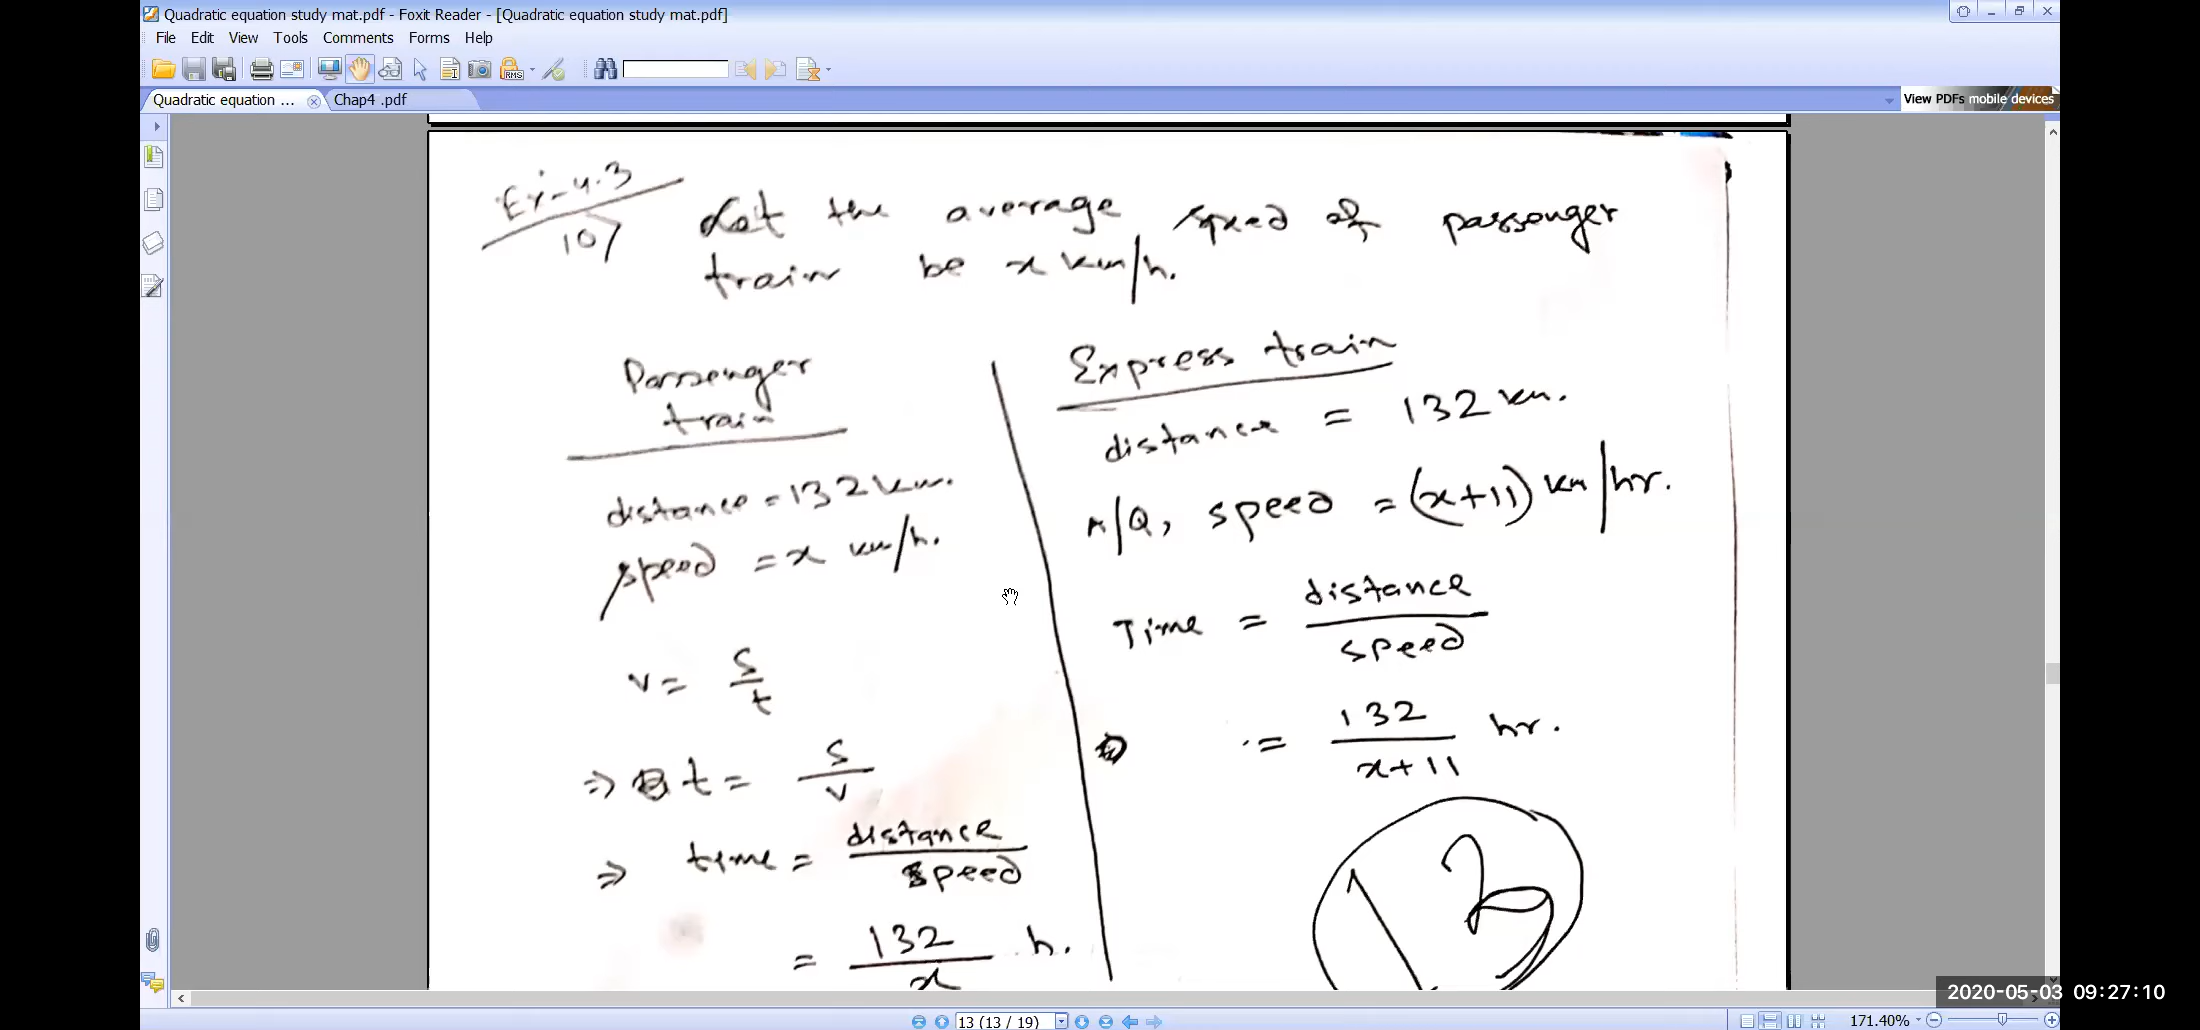 Quadratic equation study mat.pdf - Foxit Reader - [Quadratic equation study mat.pdf]
File Edit View Tools Comments Forms Help
Quadratic equation ... Chap4 .pdf
View PDFs mobile devices
Ex-4.3
10)
Let the average speed of passenger
train be x km/h.
Passenger
train
distance = 132 km.
speed = x km/h.
v = s/t
⇒ t = s/v
⇒ time = distance/speed
= 132/x h.
Express train
distance = 132 km.
A/Q, speed = (x+11) km/hr.
Time = distance/speed
= 132/x+11 hr.
13
2020-05-03 09:27:10
13 (13 / 19)
171.40%